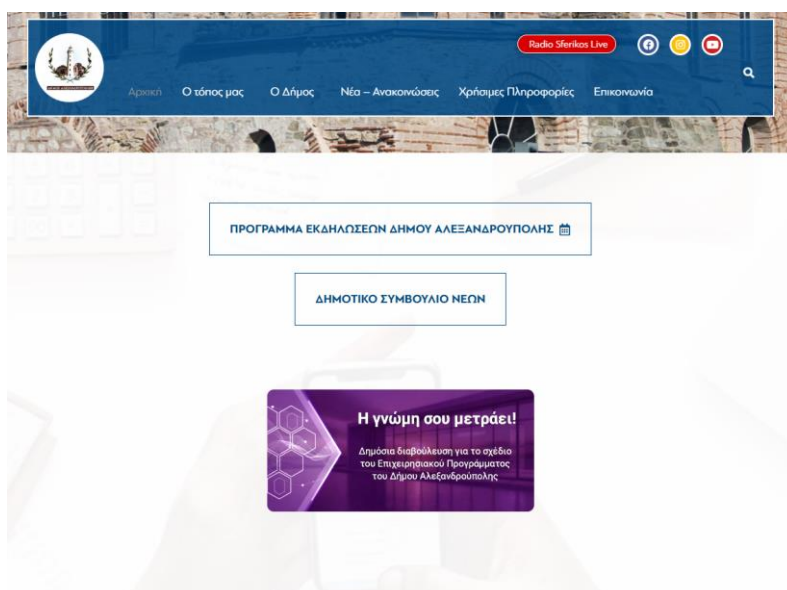 Radio Sferikos Live
Αρχική Ο τόπος μας Ο Δήμος Νέα – Ανακοινώσεις Χρήσιμες Πληροφορίες Επικοινωνία
ΠΡΟΓΡΑΜΜΑ ΕΚΔΗΛΩΣΕΩΝ ΔΗΜΟΥ ΑΛΕΞΑΝΔΡΟΥΠΟΛΗΣ
ΔΗΜΟΤΙΚΟ ΣΥΜΒΟΥΛΙΟ ΝΕΩΝ
Η γνώμη σου μετράει!
Δημόσια διαβούλευση για το σχέδιο
του Επιχειρησιακού Προγράμματος
του Δήμου Αλεξανδρούπολης